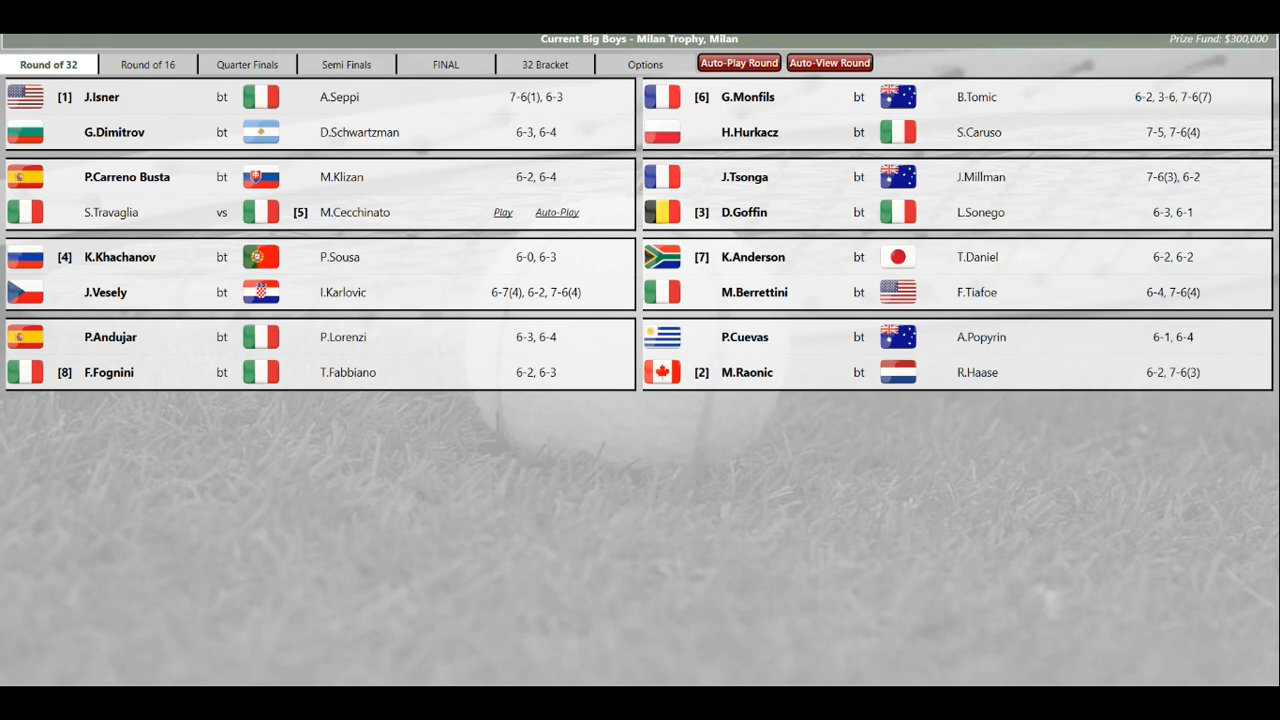 Current Big Boys - Milan Trophy, Milan
Prize Fund: $300,000
Round of 32 Round of 16 Quarter Finals Semi Finals FINAL 32 Bracket Options Auto-Play Round Auto-View Round
[1] J.Isner bt A.Seppi 7-6(1), 6-3
G.Dimitrov bt D.Schwartzman 6-3, 6-4
P.Carreno Busta bt M.Klizan 6-2, 6-4
S.Travaglia vs [5] M.Cecchinato Play Auto-Play
[4] K.Khachanov bt P.Sousa 6-0, 6-3
J.Vesely bt I.Karlovic 6-7(4), 6-2, 7-6(4)
P.Andujar bt P.Lorenzi 6-3, 6-4
[8] F.Fognini bt T.Fabbiano 6-2, 6-3
[6] G.Monfils bt B.Tomic 6-2, 3-6, 7-6(7)
H.Hurkacz bt S.Caruso 7-5, 7-6(4)
J.Tsonga bt J.Millman 7-6(3), 6-2
[3] D.Goffin bt L.Sonego 6-3, 6-1
[7] K.Anderson bt T.Daniel 6-2, 6-2
M.Berrettini bt F.Tiafoe 6-4, 7-6(4)
P.Cuevas bt A.Popyrin 6-1, 6-4
[2] M.Raonic bt R.Haase 6-2, 7-6(3)